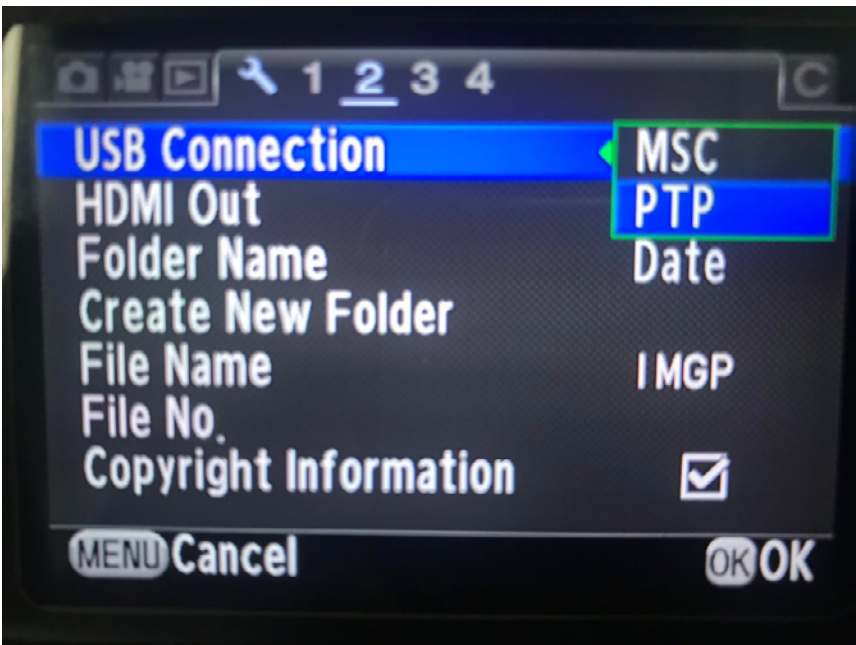 1 2 3 4 C
USB Connection MSC
HDMI Out PTP
Folder Name Date
Create New Folder
File Name IMGP
File No.
Copyright Information
MENU Cancel OK OK